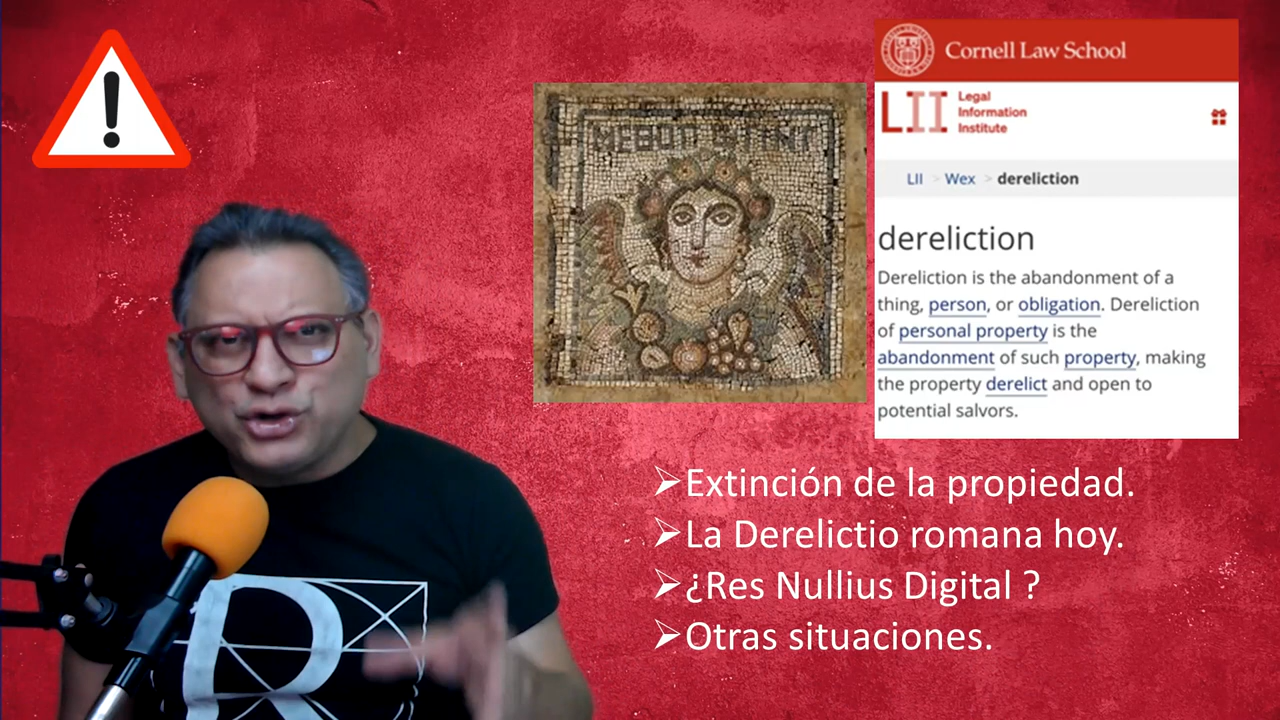 Cornell Law School
LII
Legal
Information
Institute
LII > Wex > dereliction
dereliction
Dereliction is the abandonment of a
thing, person, or obligation. Dereliction
of personal property is the
abandonment of such property, making
the property derelict and open to
potential salvors.
➢Extinción de la propiedad.
➢La Derelictio romana hoy.
➢¿Res Nullius Digital ?
➢Otras situaciones.
R